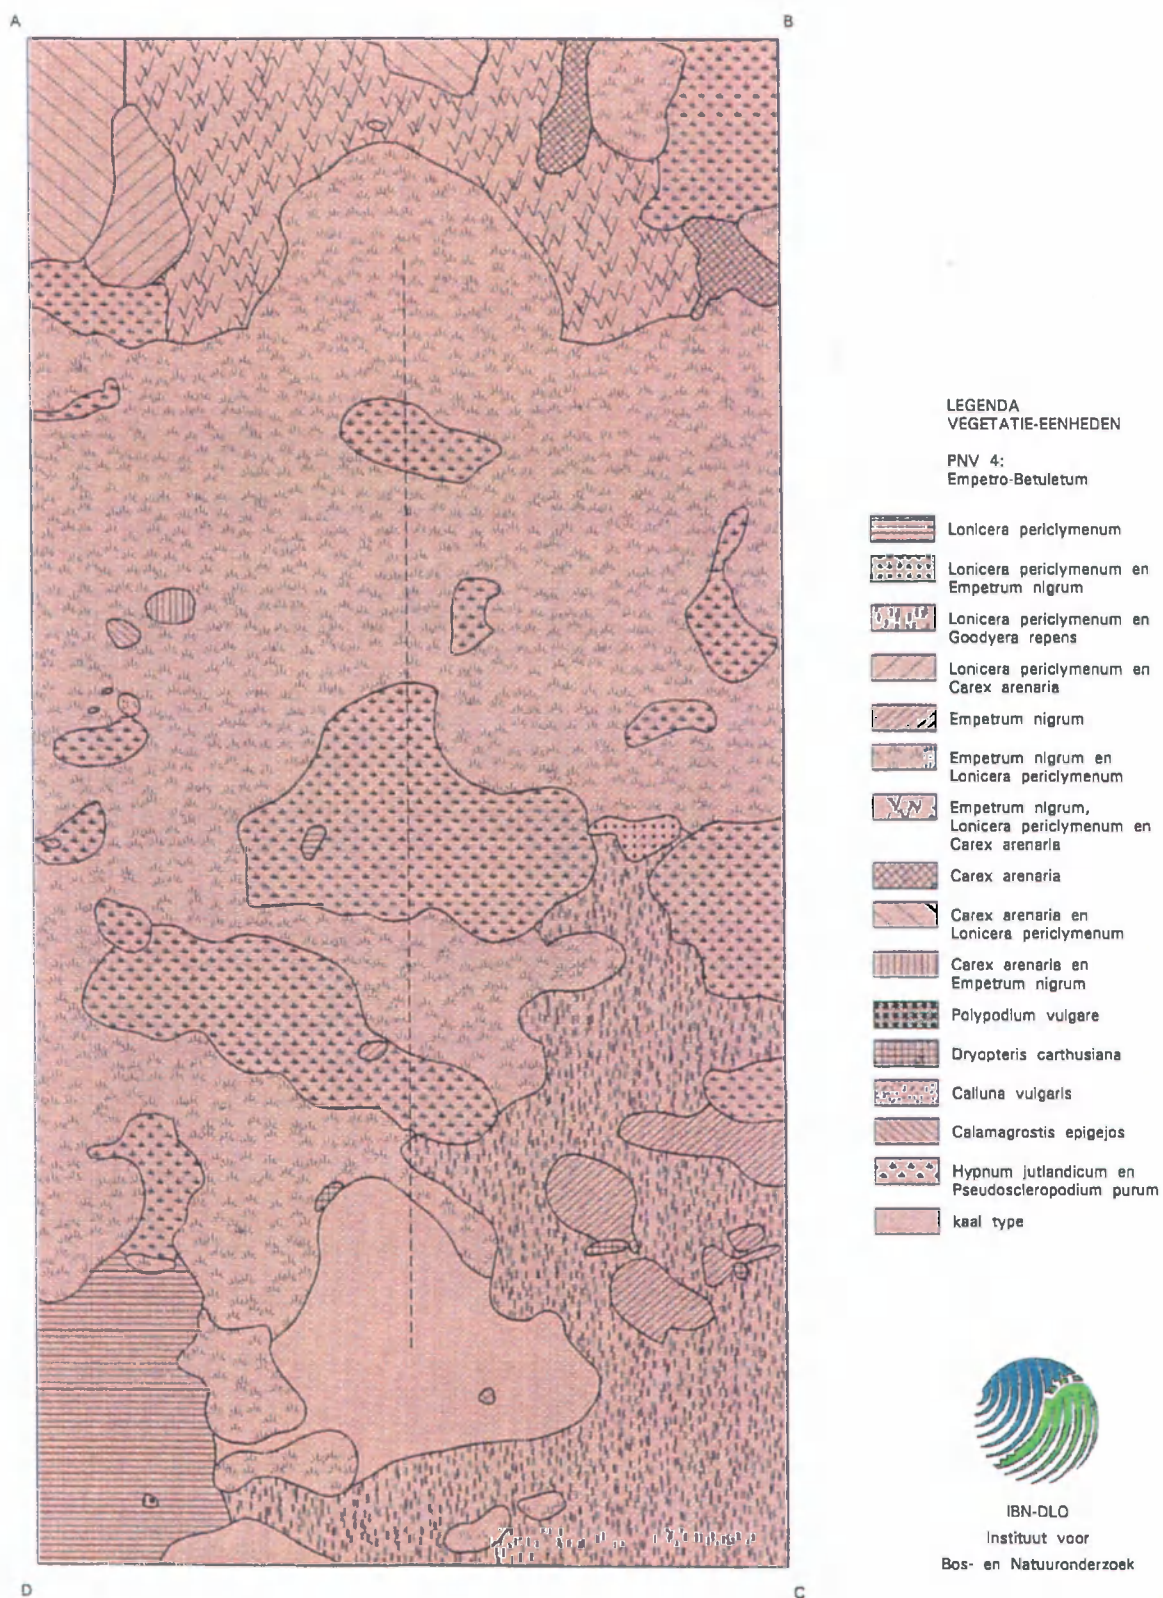 A
B
LEGENDA
VEGETATIE-EENHEDEN
PNV 4:
Empetro-Betuletum
Lonicera periclymenum
Lonicera periclymenum en
Empetrum nigrum
Lonicera periclymenum en
Goodyera repens
Lonicera periclymenum en
Carex arenaria
Empetrum nigrum
Empetrum nigrum en
Lonicera periclymenum
Empetrum nigrum,
Lonicera periclymenum en
Carex arenaria
Carex arenaria
Carex arenaria en
Lonicera periclymenum
Carex arenaria en
Empetrum nigrum
Polypodium vulgare
Dryopteris carthusiana
Calluna vulgaris
Calamagrostis epigejos
Hypnum jutlandicum en
Pseudoscleropodium purum
kaal type
IBN-DLO
Instituut voor
Bos- en Natuuronderzoek
D
C